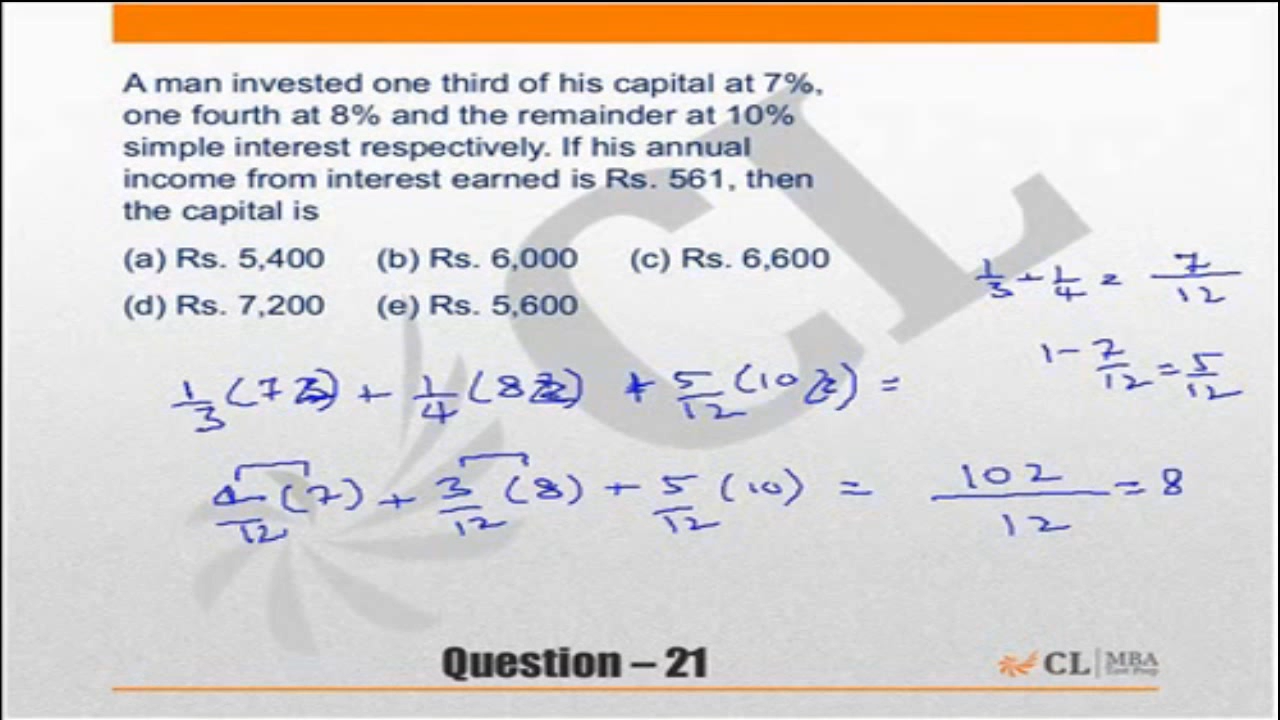 A man invested one third of his capital at 7%,
one fourth at 8% and the remainder at 10%
simple interest respectively. If his annual
income from interest earned is Rs. 561, then
the capital is
(a) Rs. 5,400 (b) Rs. 6,000 (c) Rs. 6,600
(d) Rs. 7,200 (e) Rs. 5,600
1/3 + 1/4 = 7/12
1 - 7/12 = 5/12
1/3 (7%) + 1/4 (8%) + 5/12 (10%) =
4/12 (7) + 3/12 (8) + 5/12 (10) = 102/12 = 8
Question – 21
CL MBA Test Prep
CL